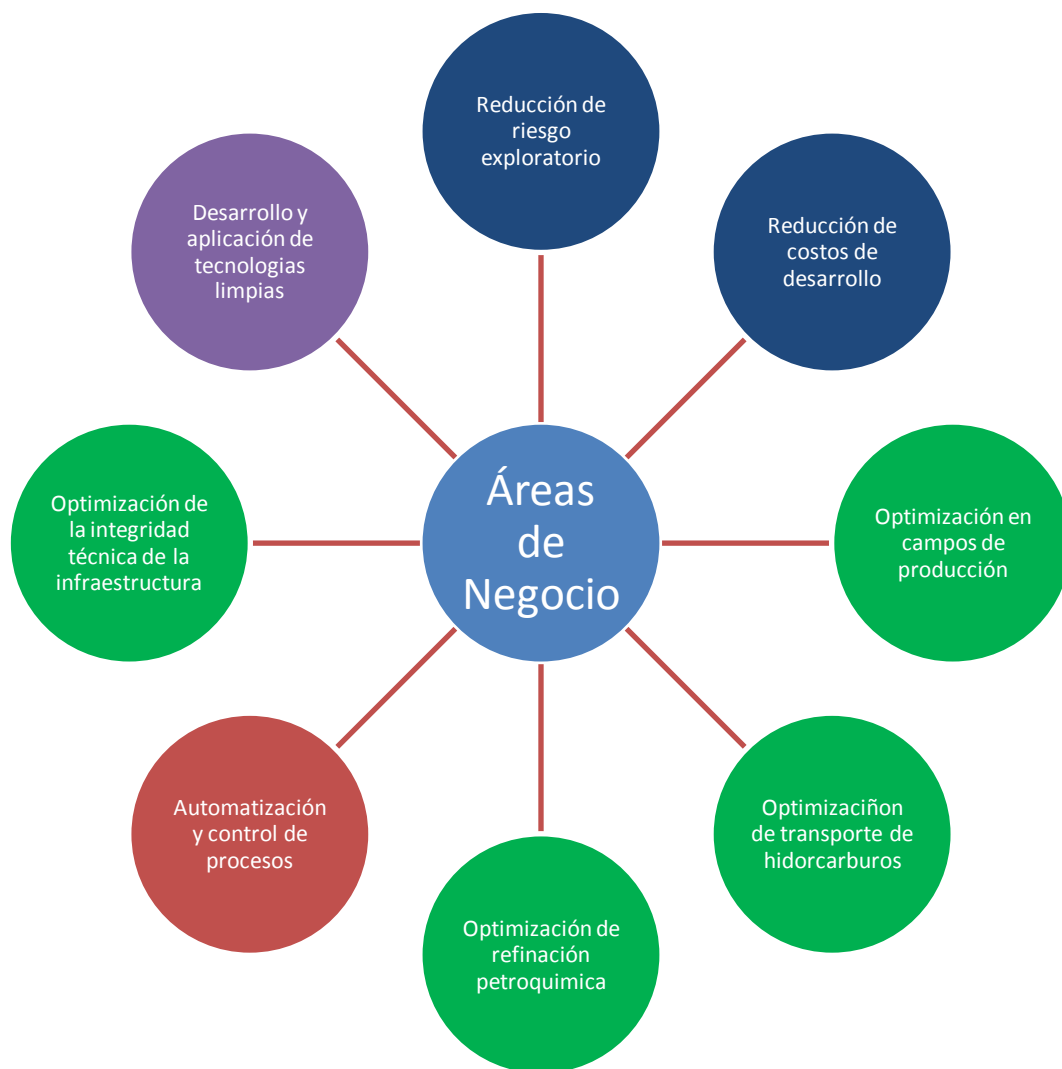 Reducción de
riesgo
exploratorio
Reducción de
costos de
desarrollo
Optimización en
campos de
producción
Optimizaciñon
de transporte de
hidorcarburos
Optimización de
refinación
petroquimica
Automatización
y control de
procesos
Optimización de
la integridad
técnica de la
infraestructura
Desarrollo y
aplicación de
tecnologias
limpias
Áreas
de
Negocio